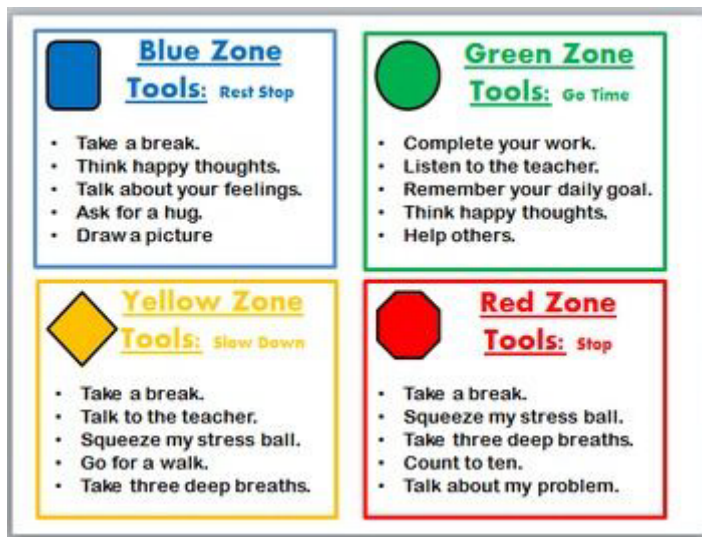 Blue Zone
Tools: Rest Stop
• Take a break.
• Think happy thoughts.
• Talk about your feelings.
• Ask for a hug.
• Draw a picture
Green Zone
Tools: Go Time
• Complete your work.
• Listen to the teacher.
• Remember your daily goal.
• Think happy thoughts.
• Help others.
Yellow Zone
Tools: Slow Down
• Take a break.
• Talk to the teacher.
• Squeeze my stress ball.
• Go for a walk.
• Take three deep breaths.
Red Zone
Tools: Stop
• Take a break.
• Squeeze my stress ball.
• Take three deep breaths.
• Count to ten.
• Talk about my problem.